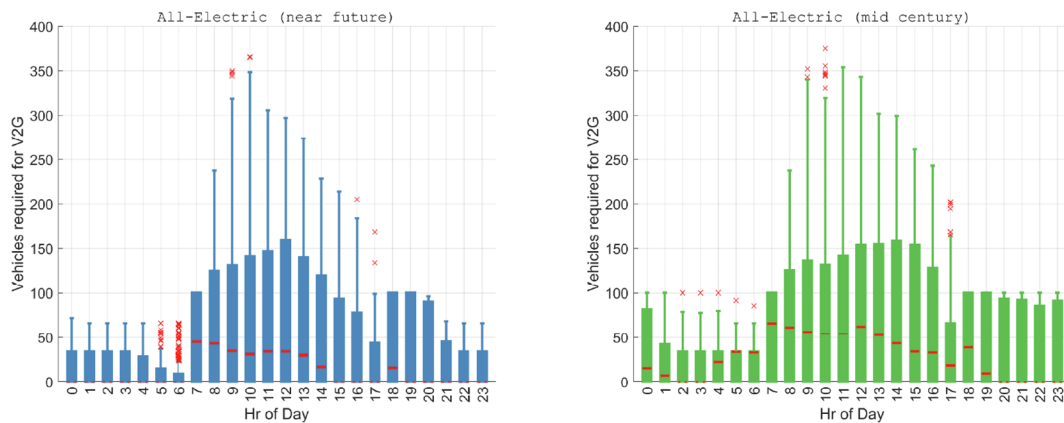 All-Electric (near future)
400
350
300
250
200
150
100
50
0
Vehicles required for V2G
0 1 2 3 4 5 6 7 8 9 10 11 12 13 14 15 16 17 18 19 20 21 22 23
Hr of Day
All-Electric (mid century)
400
350
300
250
200
150
100
50
0
Vehicles required for V2G
0 1 2 3 4 5 6 7 8 9 10 11 12 13 14 15 16 17 18 19 20 21 22 23
Hr of Day